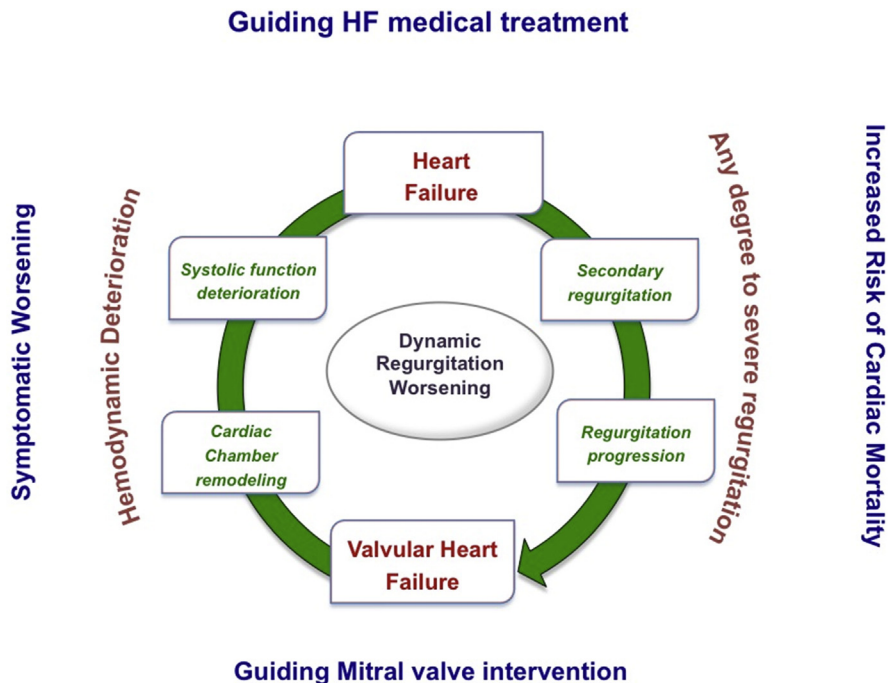 Guiding HF medical treatment
Heart
Failure
Any degree to severe regurgitation
Increased Risk of Cardiac Mortality
Symptomatic Worsening
Hemodynamic Deterioration
Systolic function
deterioration
Secondary
regurgitation
Dynamic
Regurgitation
Worsening
Cardiac
Chamber
remodeling
Regurgitation
progression
Valvular Heart
Failure
Guiding Mitral valve intervention